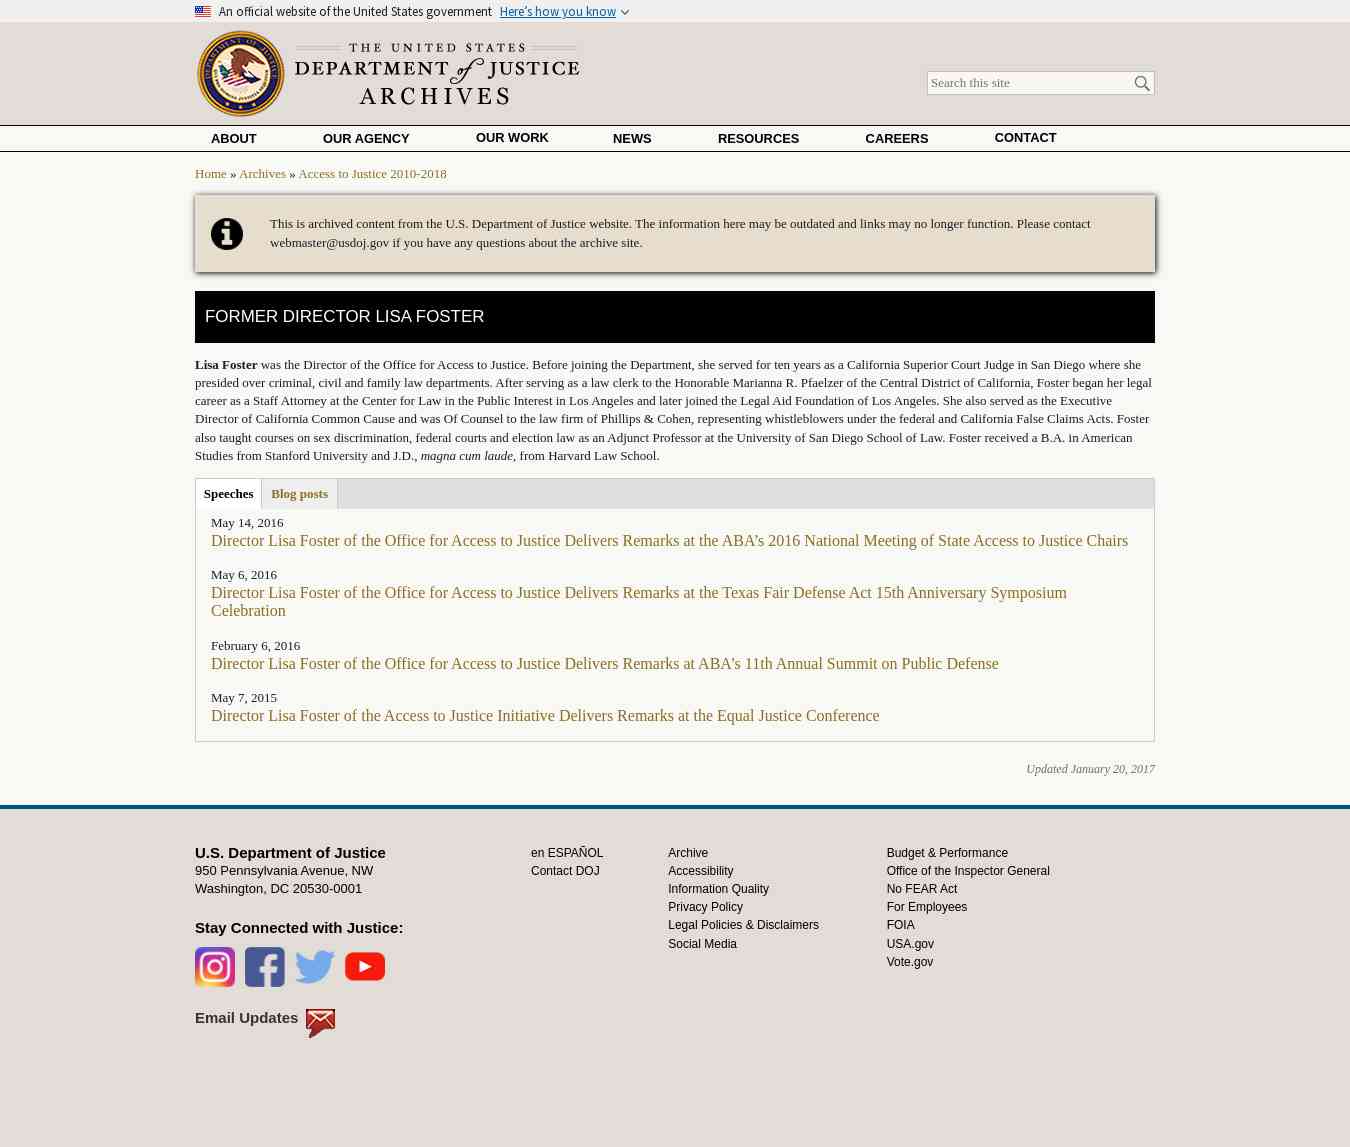 An official website of the United States government Here's how you know
THE UNITED STATES
DEPARTMENT of JUSTICE
ARCHIVES
Search this site
ABOUT OUR AGENCY OUR WORK NEWS RESOURCES CAREERS CONTACT
Home » Archives » Access to Justice 2010-2018
This is archived content from the U.S. Department of Justice website. The information here may be outdated and links may no longer function. Please contact
webmaster@usdoj.gov if you have any questions about the archive site.
FORMER DIRECTOR LISA FOSTER
Lisa Foster was the Director of the Office for Access to Justice. Before joining the Department, she served for ten years as a California Superior Court Judge in San Diego where she
presided over criminal, civil and family law departments. After serving as a law clerk to the Honorable Marianna R. Pfaelzer of the Central District of California, Foster began her legal
career as a Staff Attorney at the Center for Law in the Public Interest in Los Angeles and later joined the Legal Aid Foundation of Los Angeles. She also served as the Executive
Director of California Common Cause and was Of Counsel to the law firm of Phillips & Cohen, representing whistleblowers under the federal and California False Claims Acts. Foster
also taught courses on sex discrimination, federal courts and election law as an Adjunct Professor at the University of San Diego School of Law. Foster received a B.A. in American
Studies from Stanford University and J.D., magna cum laude, from Harvard Law School.
Speeches Blog posts
May 14, 2016
Director Lisa Foster of the Office for Access to Justice Delivers Remarks at the ABA's 2016 National Meeting of State Access to Justice Chairs
May 6, 2016
Director Lisa Foster of the Office for Access to Justice Delivers Remarks at the Texas Fair Defense Act 15th Anniversary Symposium
Celebration
February 6, 2016
Director Lisa Foster of the Office for Access to Justice Delivers Remarks at ABA's 11th Annual Summit on Public Defense
May 7, 2015
Director Lisa Foster of the Access to Justice Initiative Delivers Remarks at the Equal Justice Conference
Updated January 20, 2017
U.S. Department of Justice
950 Pennsylvania Avenue, NW
Washington, DC 20530-0001
Stay Connected with Justice:
Email Updates
en ESPAÑOL
Contact DOJ
Archive
Accessibility
Information Quality
Privacy Policy
Legal Policies & Disclaimers
Social Media
Budget & Performance
Office of the Inspector General
No FEAR Act
For Employees
FOIA
USA.gov
Vote.gov